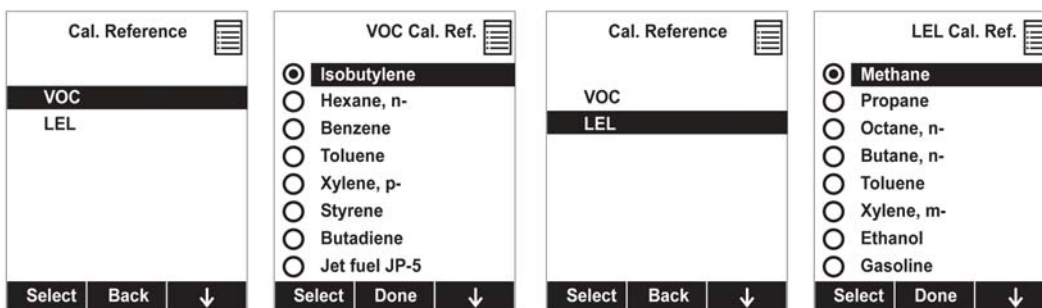 Cal. Reference
VOC
LEL
Select Back ↓
VOC Cal. Ref.
Isobutylene
Hexane, n-
Benzene
Toluene
Xylene, p-
Styrene
Butadiene
Jet fuel JP-5
Select Done ↓
Cal. Reference
VOC
LEL
Select Back ↓
LEL Cal. Ref.
Methane
Propane
Octane, n-
Butane, n-
Toluene
Xylene, m-
Ethanol
Gasoline
Select Done ↓